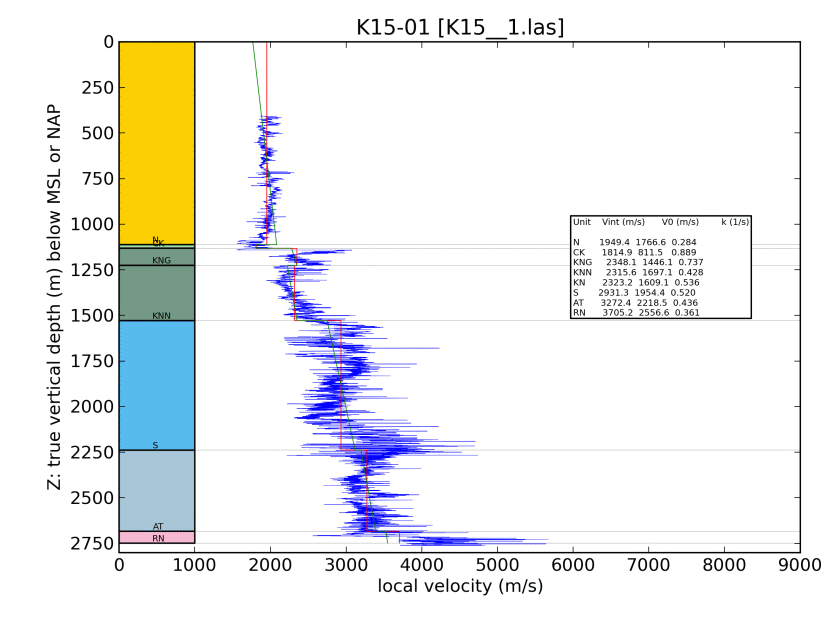 K15-01 [K15__1.las]
Z: true vertical depth (m) below MSL or NAP
0
250
500
750
1000
1250
1500
1750
2000
2250
2500
2750
N
CK
KNG
KNN
S
AT
RN
Unit Vint (m/s) V0 (m/s) k (1/s)
N 1949.4 1766.6 0.284
CK 1814.9 811.5 0.889
KNG 2348.1 1446.1 0.737
KNN 2315.6 1697.1 0.428
KN 2323.2 1609.1 0.536
S 2931.3 1954.4 0.520
AT 3272.4 2218.5 0.436
RN 3705.2 2556.6 0.361
0 1000 2000 3000 4000 5000 6000 7000 8000 9000
local velocity (m/s)